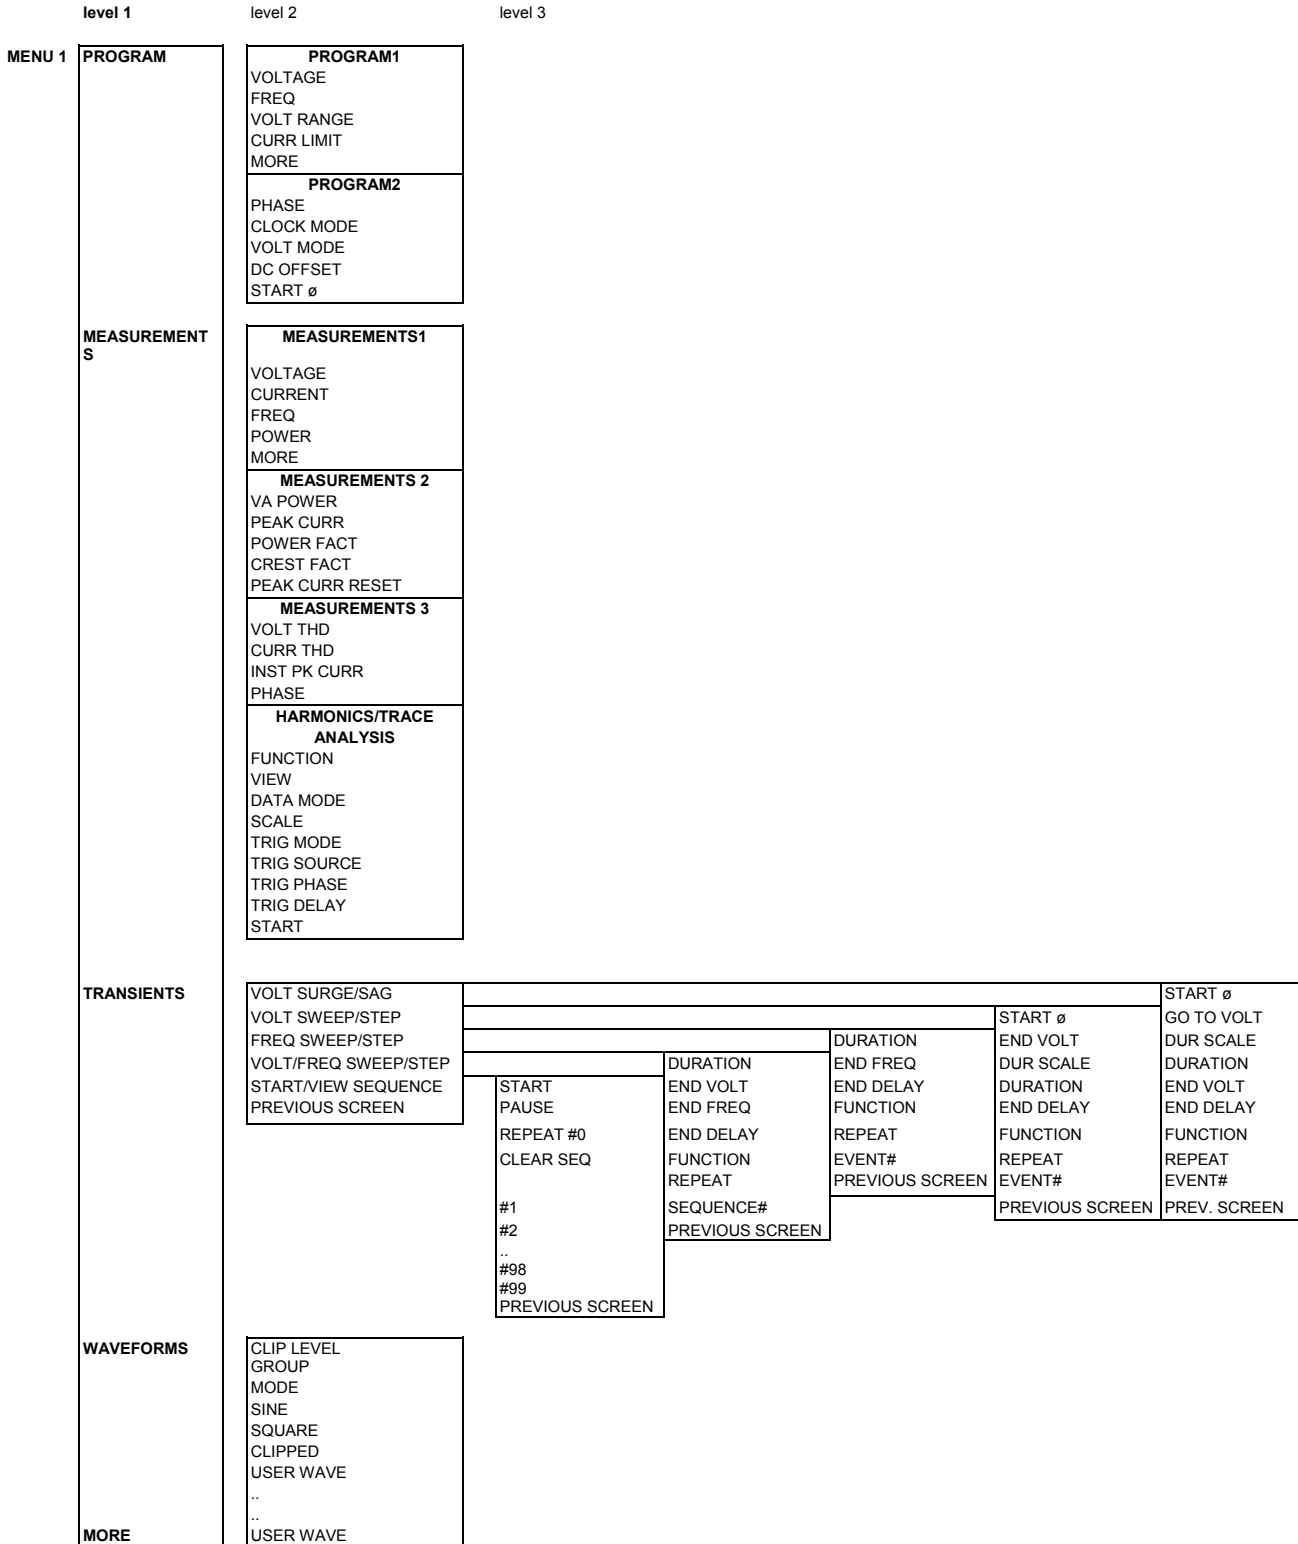 level 1 level 2 level 3
MENU 1 PROGRAM PROGRAM1
VOLTAGE
FREQ
VOLT RANGE
CURR LIMIT
MORE
PROGRAM2
PHASE
CLOCK MODE
VOLT MODE
DC OFFSET
START ø
MEASUREMENT MEASUREMENTS1
S
VOLTAGE
CURRENT
FREQ
POWER
MORE
MEASUREMENTS 2
VA POWER
PEAK CURR
POWER FACT
CREST FACT
PEAK CURR RESET
MEASUREMENTS 3
VOLT THD
CURR THD
INST PK CURR
PHASE
HARMONICS/TRACE
ANALYSIS
FUNCTION
VIEW
DATA MODE
SCALE
TRIG MODE
TRIG SOURCE
TRIG PHASE
TRIG DELAY
START
TRANSIENTS VOLT SURGE/SAG START ø
VOLT SWEEP/STEP START ø GO TO VOLT
FREQ SWEEP/STEP DURATION END VOLT DUR SCALE
VOLT/FREQ SWEEP/STEP DURATION END FREQ DUR SCALE DURATION
START/VIEW SEQUENCE START END VOLT END DELAY DURATION END VOLT
PREVIOUS SCREEN PAUSE END FREQ FUNCTION END DELAY END DELAY
REPEAT #0 END DELAY REPEAT FUNCTION FUNCTION
CLEAR SEQ FUNCTION EVENT# REPEAT REPEAT
REPEAT PREVIOUS SCREEN EVENT# EVENT#
#1 SEQUENCE# PREVIOUS SCREEN PREV. SCREEN
#2 PREVIOUS SCREEN
..
#98
#99
PREVIOUS SCREEN
WAVEFORMS CLIP LEVEL
GROUP
MODE
SINE
SQUARE
CLIPPED
USER WAVE
..
..
MORE USER WAVE